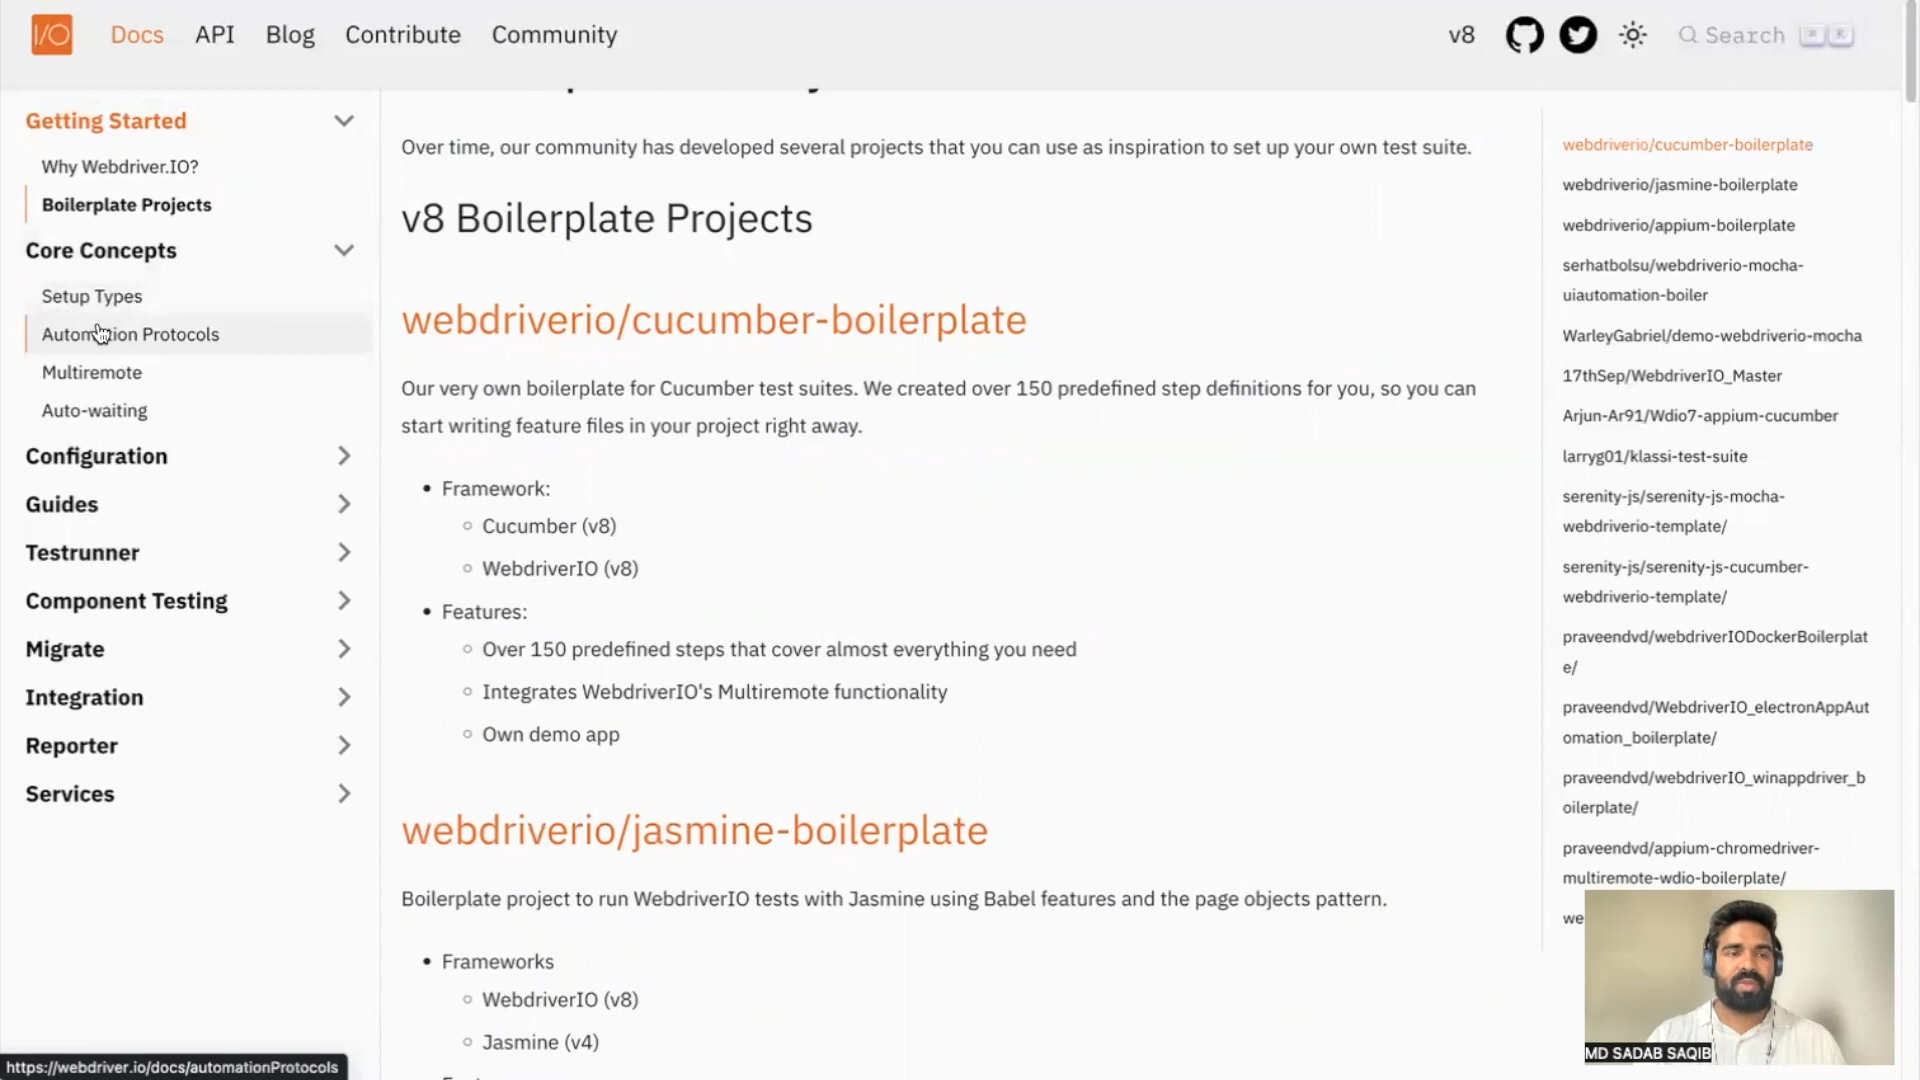 I/O Docs API Blog Contribute Community v8 Search ⌘ K
Getting Started
Why Webdriver.IO?
Boilerplate Projects
Core Concepts
Setup Types
Automation Protocols
Multiremote
Auto-waiting
Configuration
Guides
Testrunner
Component Testing
Migrate
Integration
Reporter
Services
Over time, our community has developed several projects that you can use as inspiration to set up your own test suite.
v8 Boilerplate Projects
webdriverio/cucumber-boilerplate
Our very own boilerplate for Cucumber test suites. We created over 150 predefined step definitions for you, so you can
start writing feature files in your project right away.
Framework:
Cucumber (v8)
WebdriverIO (v8)
Features:
Over 150 predefined steps that cover almost everything you need
Integrates WebdriverIO's Multiremote functionality
Own demo app
webdriverio/jasmine-boilerplate
Boilerplate project to run WebdriverIO tests with Jasmine using Babel features and the page objects pattern.
Frameworks
WebdriverIO (v8)
Jasmine (v4)
webdriverio/cucumber-boilerplate
webdriverio/jasmine-boilerplate
webdriverio/appium-boilerplate
serhatbolsu/webdriverio-mocha-
uiautomation-boiler
WarleyGabriel/demo-webdriverio-mocha
17thSep/WebdriverIO_Master
Arjun-Ar91/Wdio7-appium-cucumber
larryg01/klassi-test-suite
serenity-js/serenity-js-mocha-
webdriverio-template/
serenity-js/serenity-js-cucumber-
webdriverio-template/
praveendvd/webdriverIODockerBoilerplat
e/
praveendvd/WebdriverIO_electronAppAut
omation_boilerplate/
praveendvd/webdriverIO_winappdriver_b
oilerplate/
praveendvd/appium-chromedriver-
multiremote-wdio-boilerplate/
we
MD SADAB SAQIB
https://webdriver.io/docs/automationProtocols